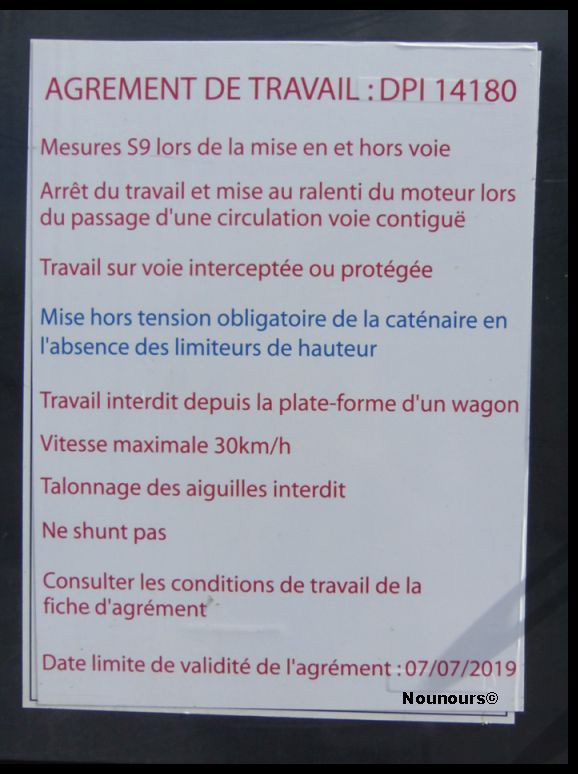 AGREMENT DE TRAVAIL : DPI 14180
Mesures S9 lors de la mise en et hors voie
Arrêt du travail et mise au ralenti du moteur lors
du passage d'une circulation voie contiguë
Travail sur voie interceptée ou protégée
Mise hors tension obligatoire de la caténaire en
l'absence des limiteurs de hauteur
Travail interdit depuis la plate-forme d'un wagon
Vitesse maximale 30km/h
Talonnage des aiguilles interdit
Ne shunt pas
Consulter les conditions de travail de la
fiche d'agrément
Date limite de validité de l'agrément : 07/07/2019
Nounours©